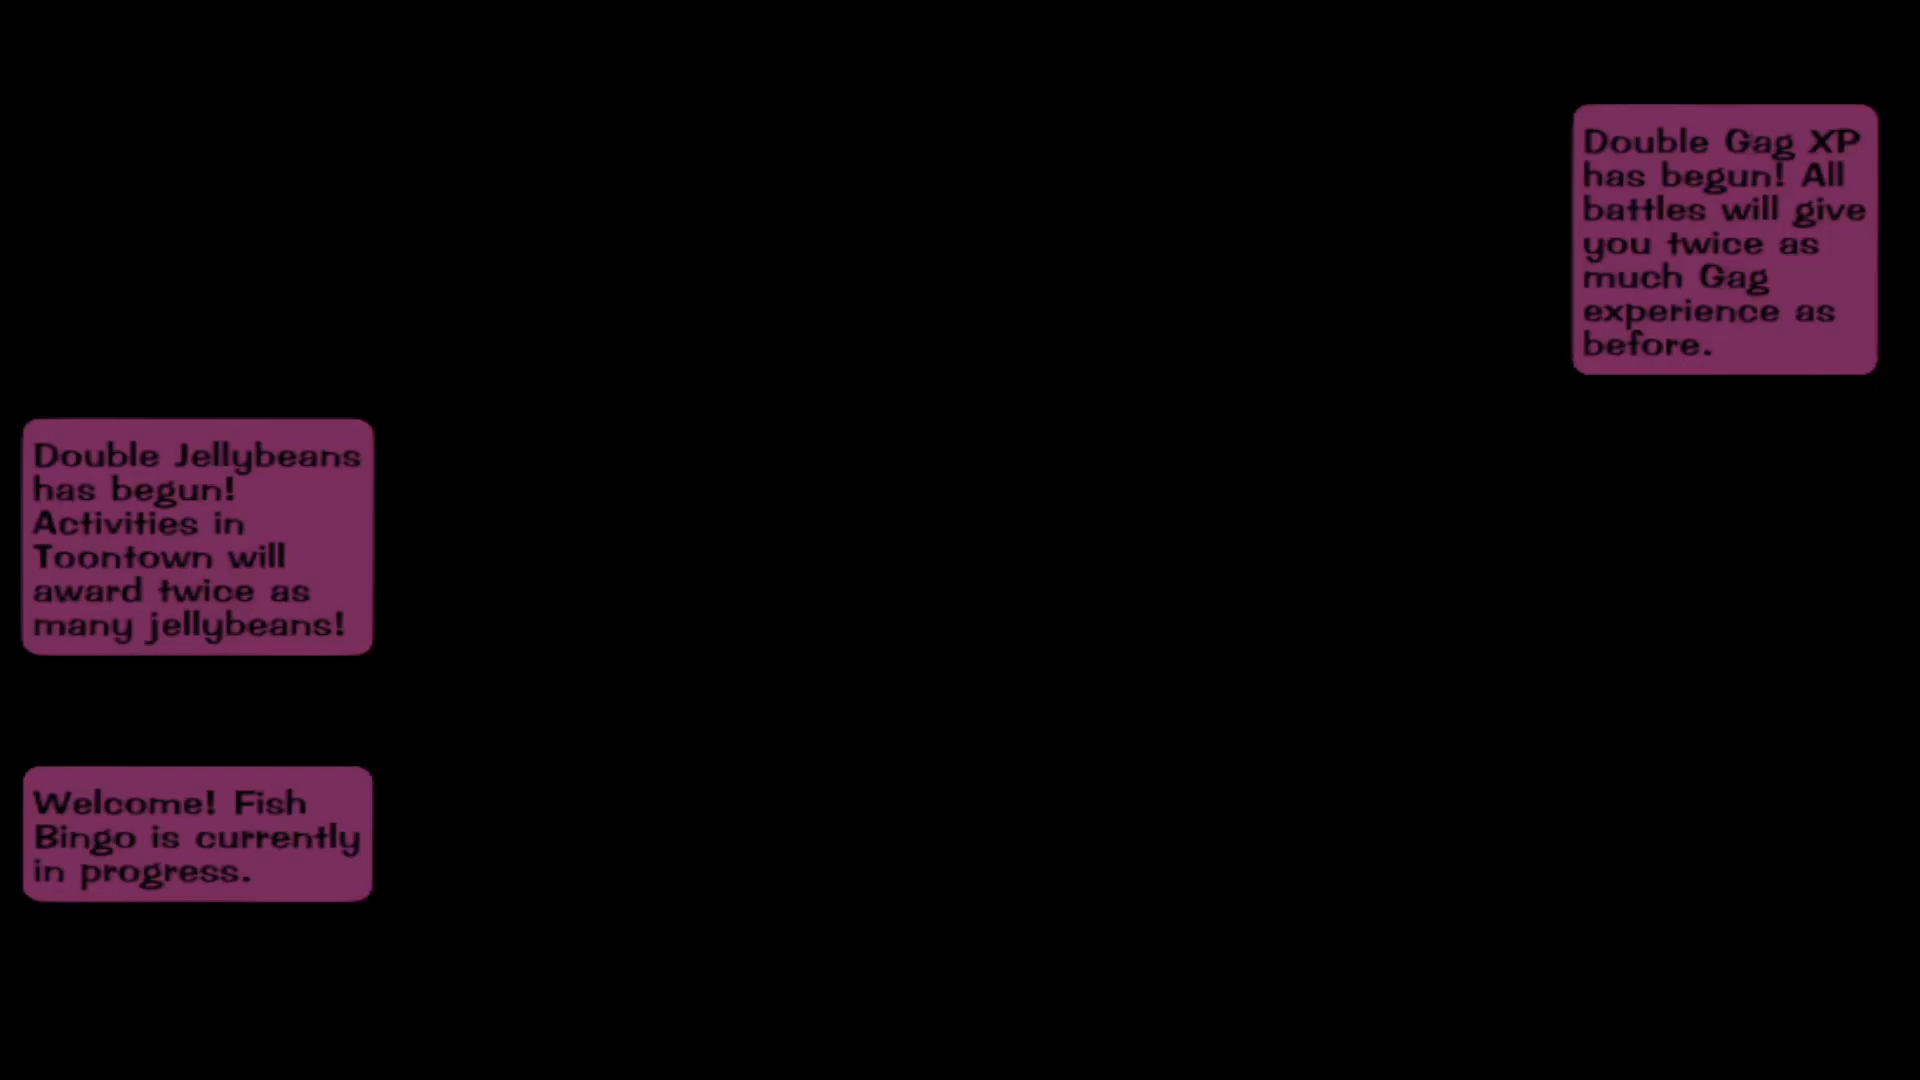 Double Gag XP
has begun! All
battles will give
you twice as
much Gag
experience as
before.
Double Jellybeans
has begun!
Activities in
Toontown will
award twice as
many jellybeans!
Welcome! Fish
Bingo is currently
in progress.